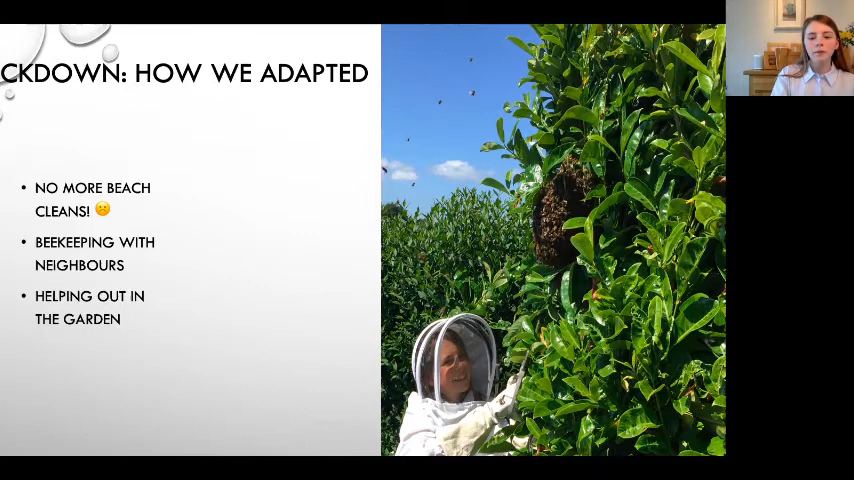 CKDOWN: HOW WE ADAPTED
• NO MORE BEACH
CLEANS! ☹️
• BEEKEEPING WITH
NEIGHBOURS
• HELPING OUT IN
THE GARDEN